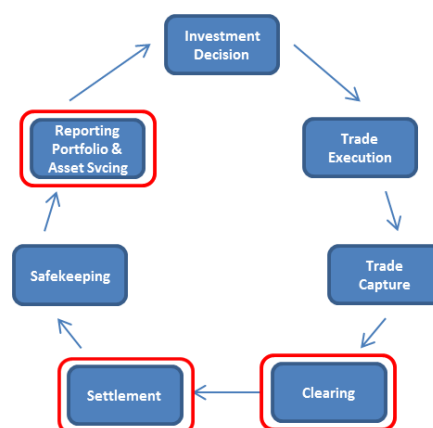 Investment
Decision
Trade
Execution
Trade
Capture
Clearing
Settlement
Safekeeping
Reporting
Portfolio &
Asset Svcing